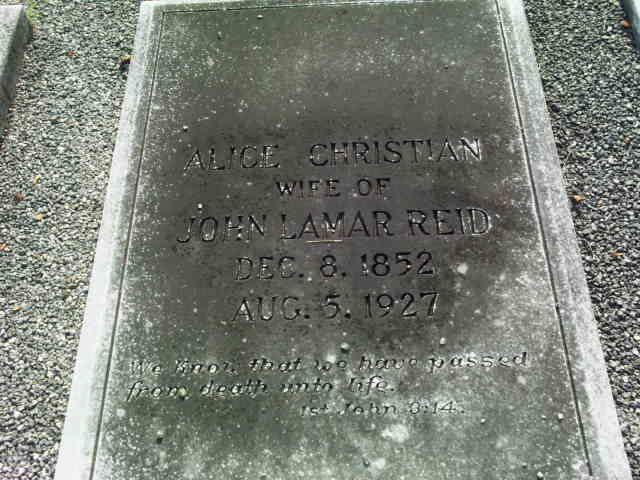 ALICE CHRISTIAN
WIFE OF
JOHN LAMAR REID
DEC. 8. 1852
AUG. 5. 1927
We know that we have passed
from death unto life.
1st John 3:14.